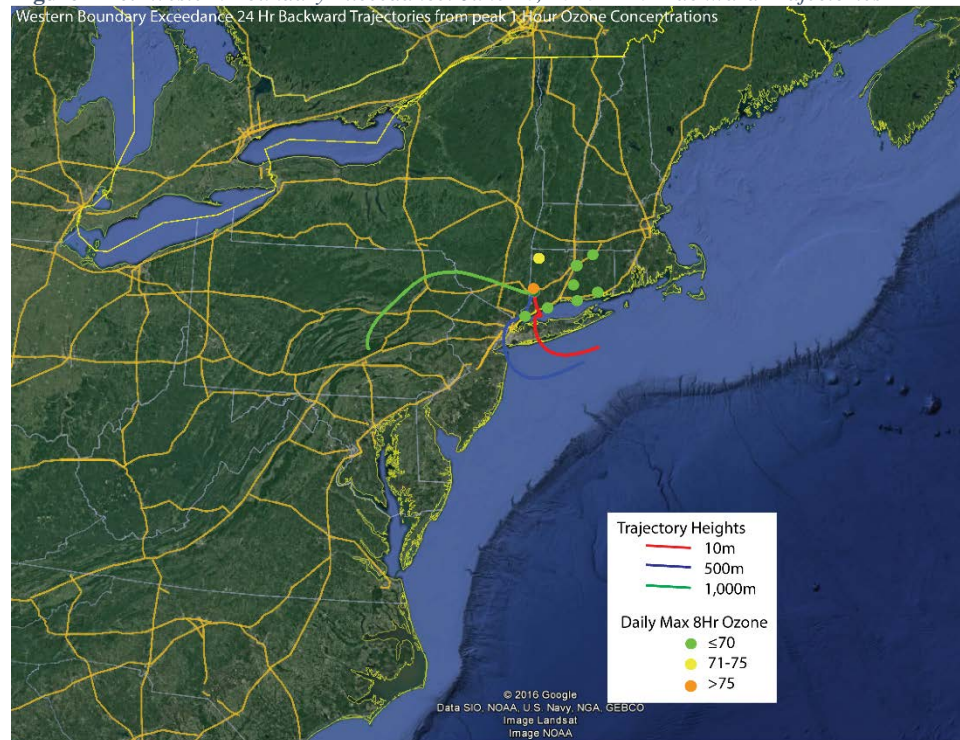 Western Boundary Exceedance 24 Hr Backward Trajectories from peak 1 Hour Ozone Concentrations
Trajectory Heights
10m
500m
1,000m
Daily Max 8Hr Ozone
≤70
71-75
>75
© 2016 Google
Data SIO, NOAA, U.S. Navy, NGA, GEBCO
Image Landsat
Image NOAA